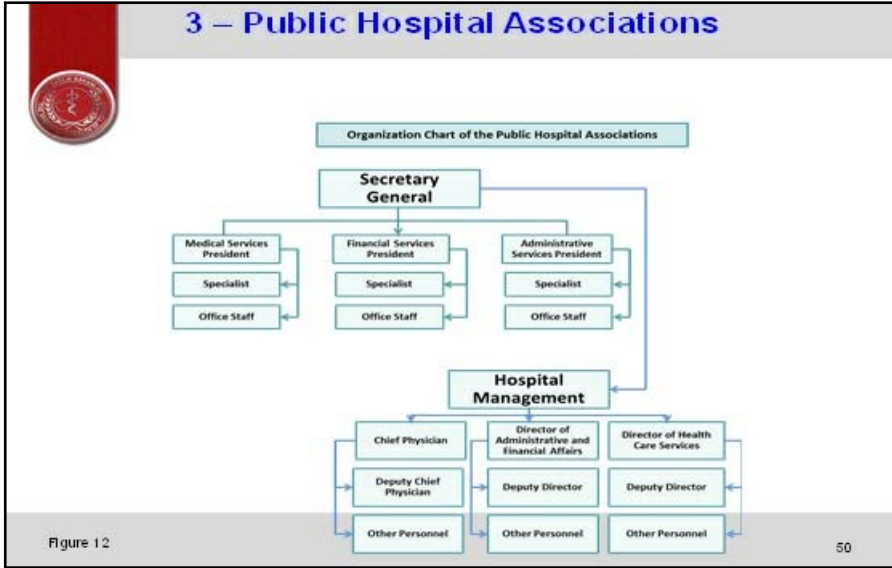 3 – Public Hospital Associations
Organization Chart of the Public Hospital Associations
Secretary
General
Medical Services
President
Financial Services
President
Administrative
Services President
Specialist
Specialist
Specialist
Office Staff
Office Staff
Office Staff
Hospital
Management
Chief Physician
Director of
Administrative and
Financial Affairs
Director of Health
Care Services
Deputy Chief
Physician
Deputy Director
Deputy Director
Other Personnel
Other Personnel
Other Personnel
Figure 12
50